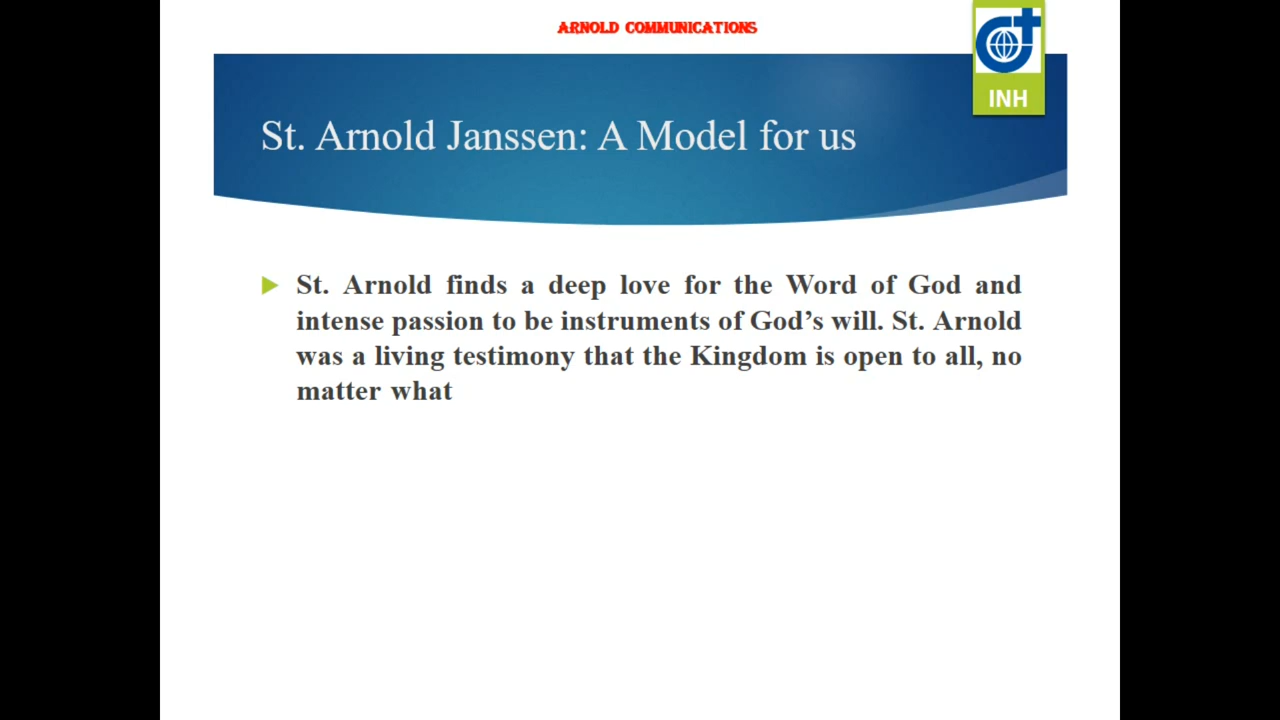 ARNOLD COMMUNICATIONS
INH
St. Arnold Janssen: A Model for us
St. Arnold finds a deep love for the Word of God and
intense passion to be instruments of God’s will. St. Arnold
was a living testimony that the Kingdom is open to all, no
matter what